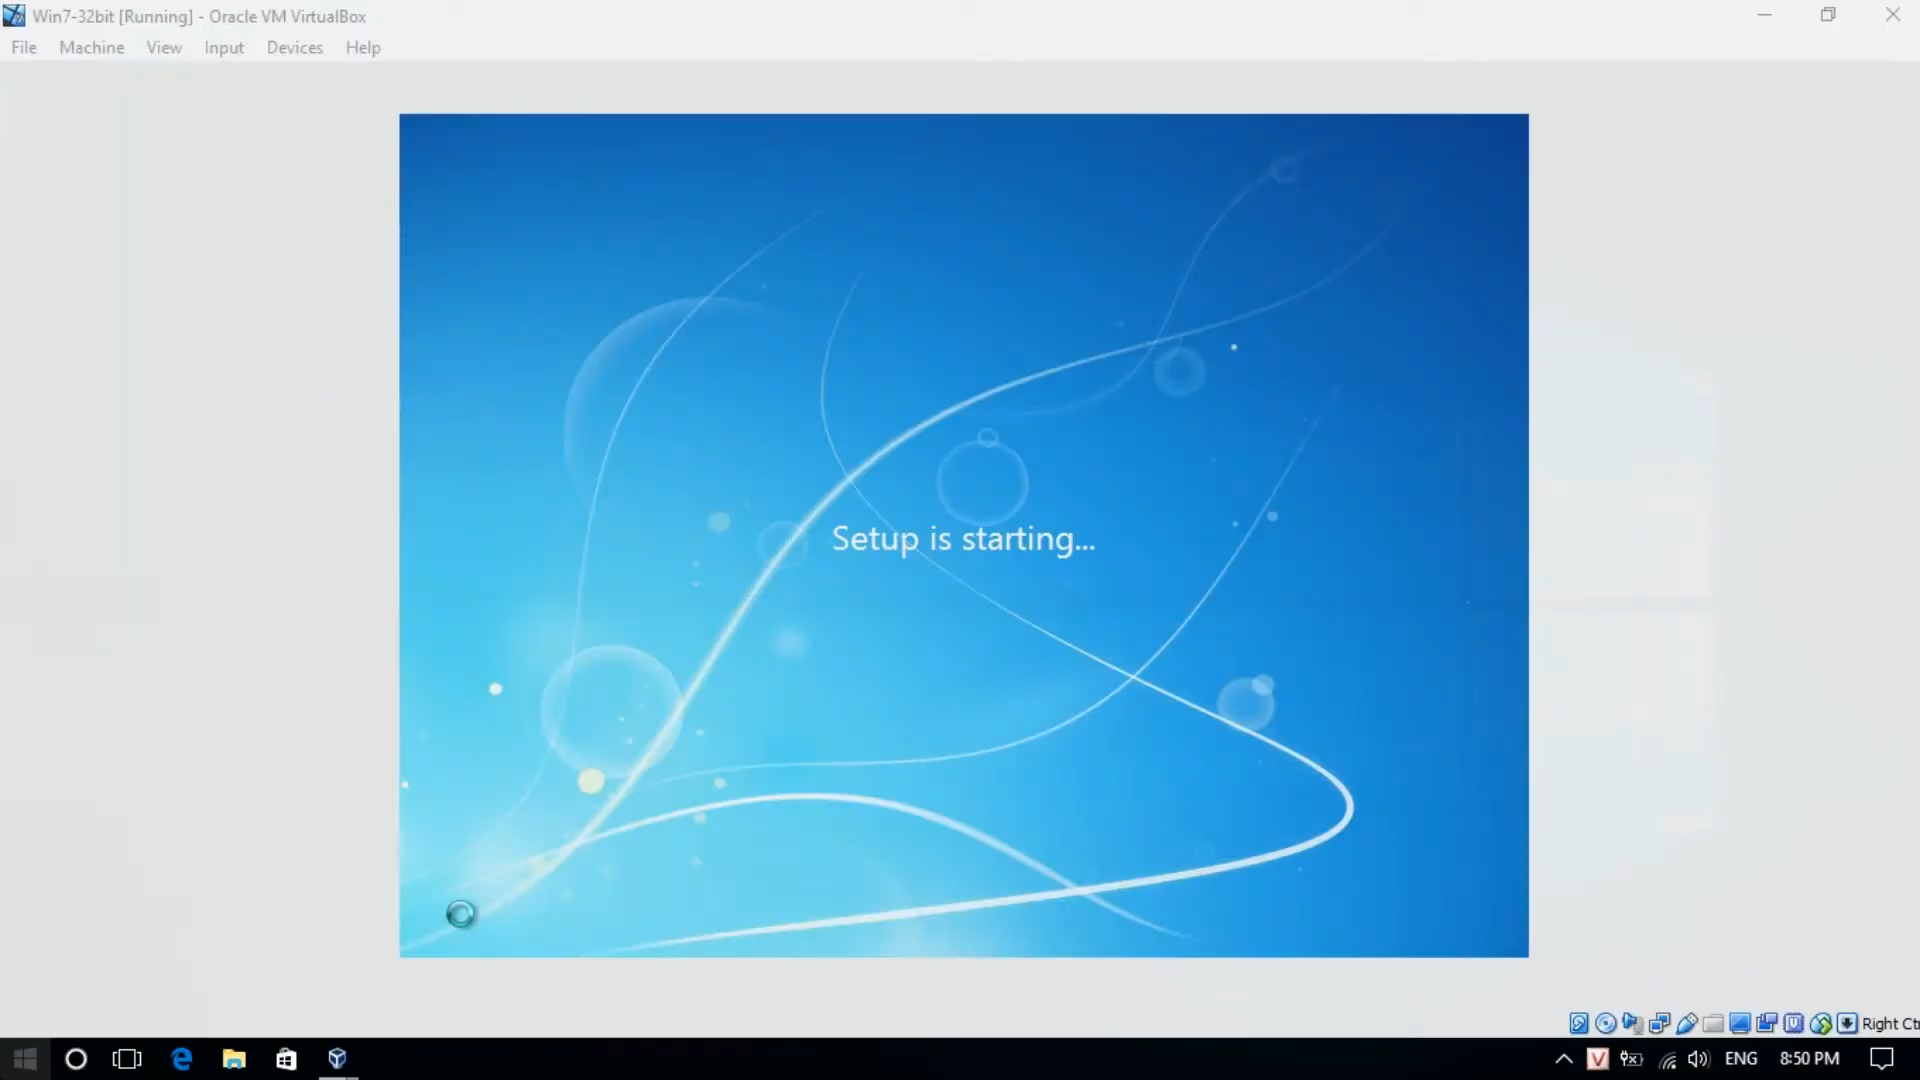 Win7-32bit [Running] - Oracle VM VirtualBox
File Machine View Input Devices Help
Setup is starting...
Right Ct
V ENG 8:50 PM